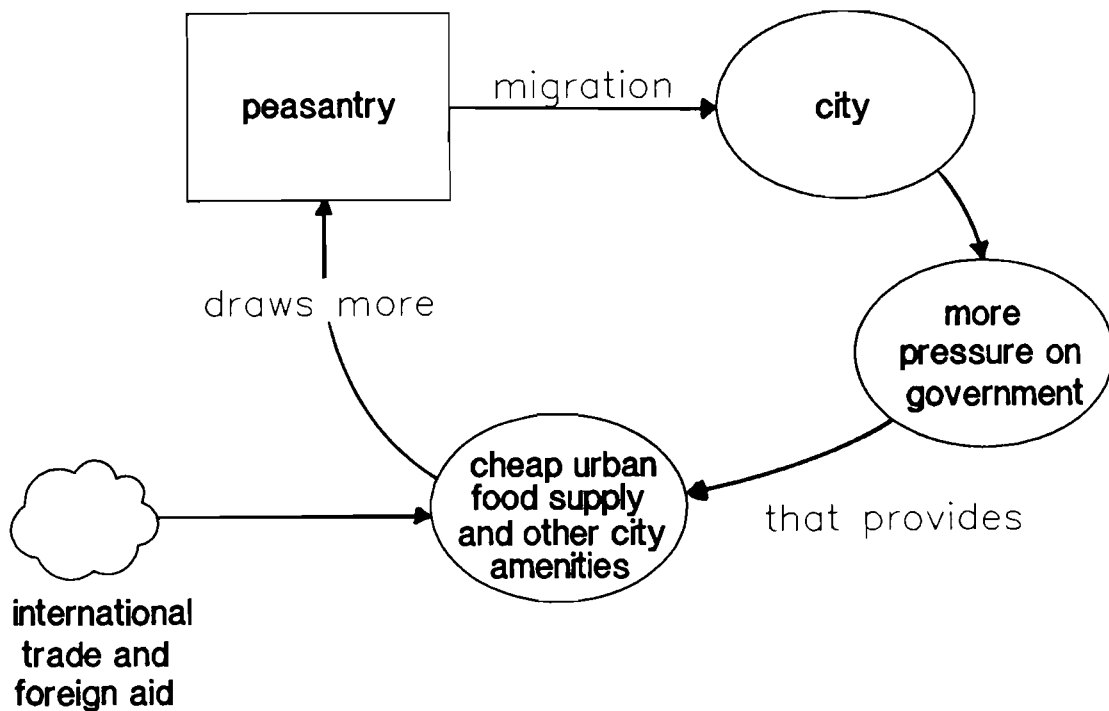 peasantry
migration
city
draws more
more
pressure on
government
cheap urban
food supply
and other city
amenities
that provides
international
trade and
foreign aid